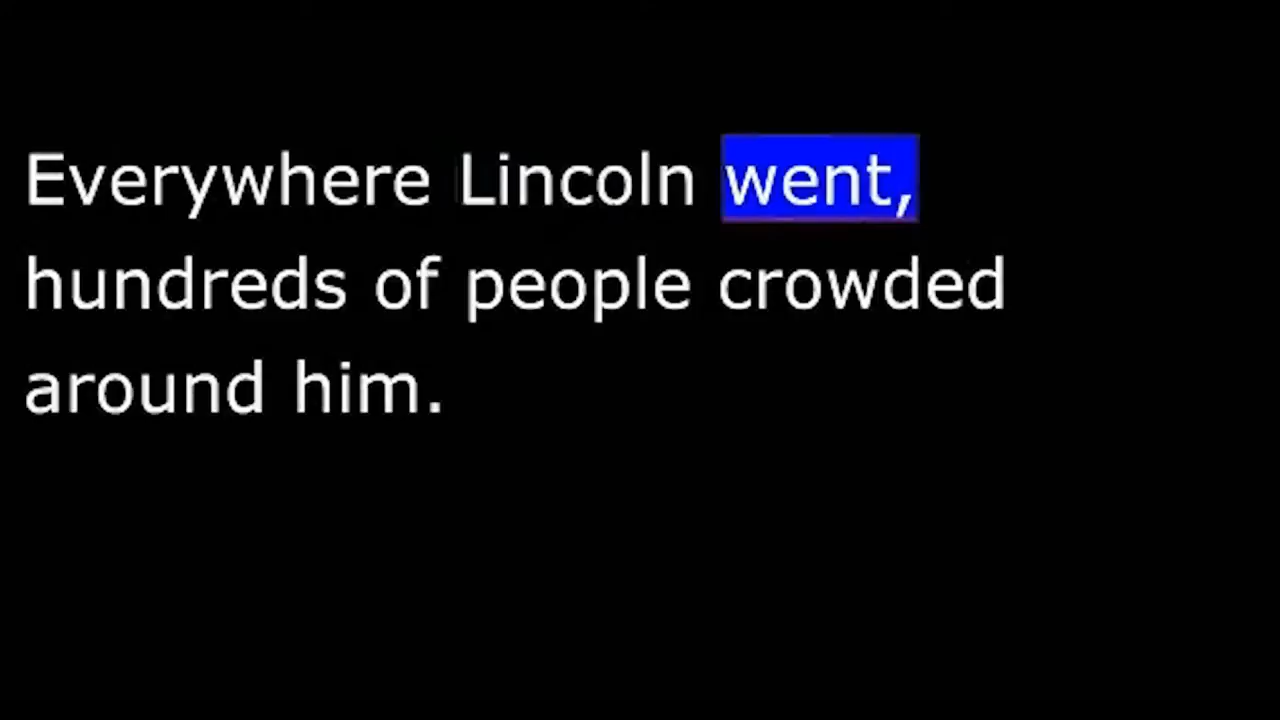 Everywhere Lincoln went,
hundreds of people crowded
around him.